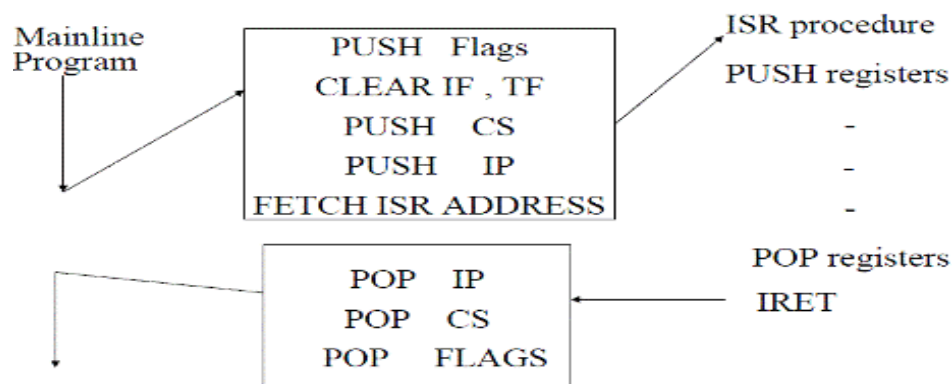 Mainline
Program
PUSH Flags
CLEAR IF , TF
PUSH CS
PUSH IP
FETCH ISR ADDRESS
ISR procedure
PUSH registers
-
-
-
POP registers
IRET
POP IP
POP CS
POP FLAGS